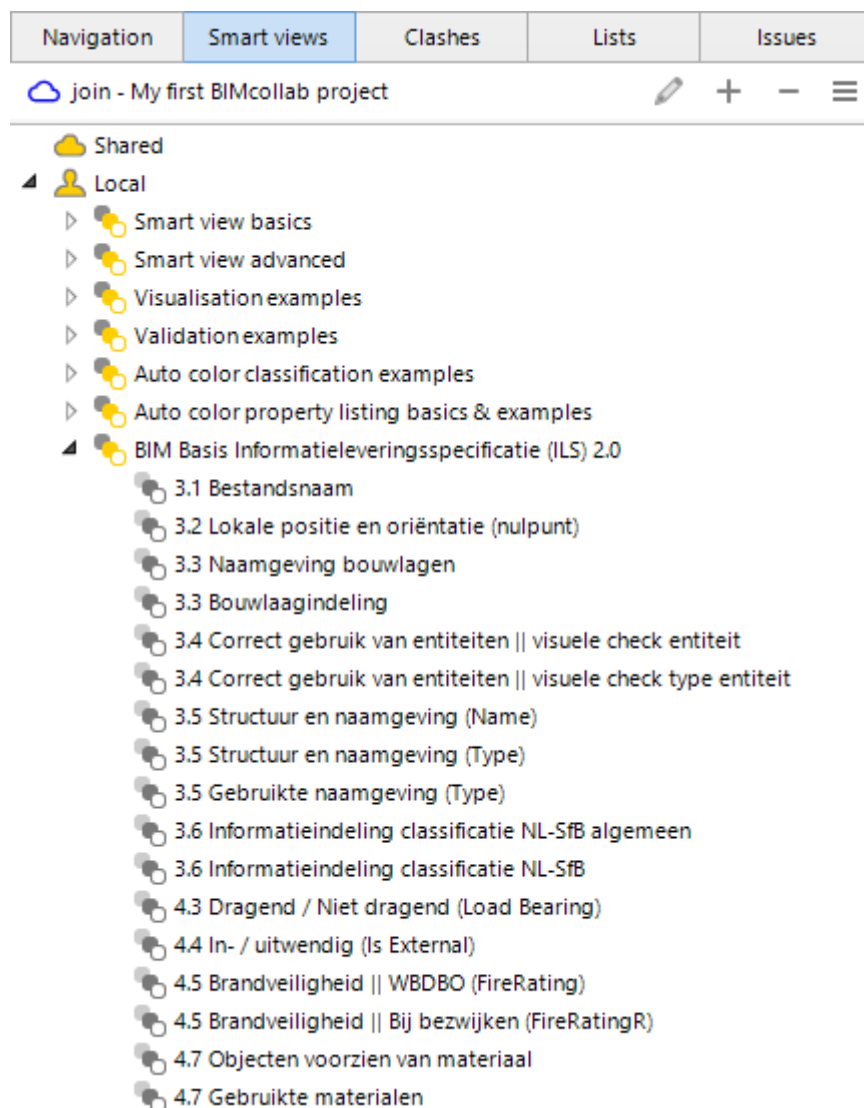 Navigation Smart views Clashes Lists Issues
join - My first BIMcollab project
Shared
Local
Smart view basics
Smart view advanced
Visualisation examples
Validation examples
Auto color classification examples
Auto color property listing basics & examples
BIM Basis Informatieleveringsspecificatie (ILS) 2.0
3.1 Bestandsnaam
3.2 Lokale positie en oriëntatie (nulpunt)
3.3 Naamgeving bouwlagen
3.3 Bouwlaagindeling
3.4 Correct gebruik van entiteiten || visuele check entiteit
3.4 Correct gebruik van entiteiten || visuele check type entiteit
3.5 Structuur en naamgeving (Name)
3.5 Structuur en naamgeving (Type)
3.5 Gebruikte naamgeving (Type)
3.6 Informatieindeling classificatie NL-SfB algemeen
3.6 Informatieindeling classificatie NL-SfB
4.3 Dragend / Niet dragend (Load Bearing)
4.4 In- / uitwendig (Is External)
4.5 Brandveiligheid || WBDBO (FireRating)
4.5 Brandveiligheid || Bij bezwijken (FireRatingR)
4.7 Objecten voorzien van materiaal
4.7 Gebruikte materialen